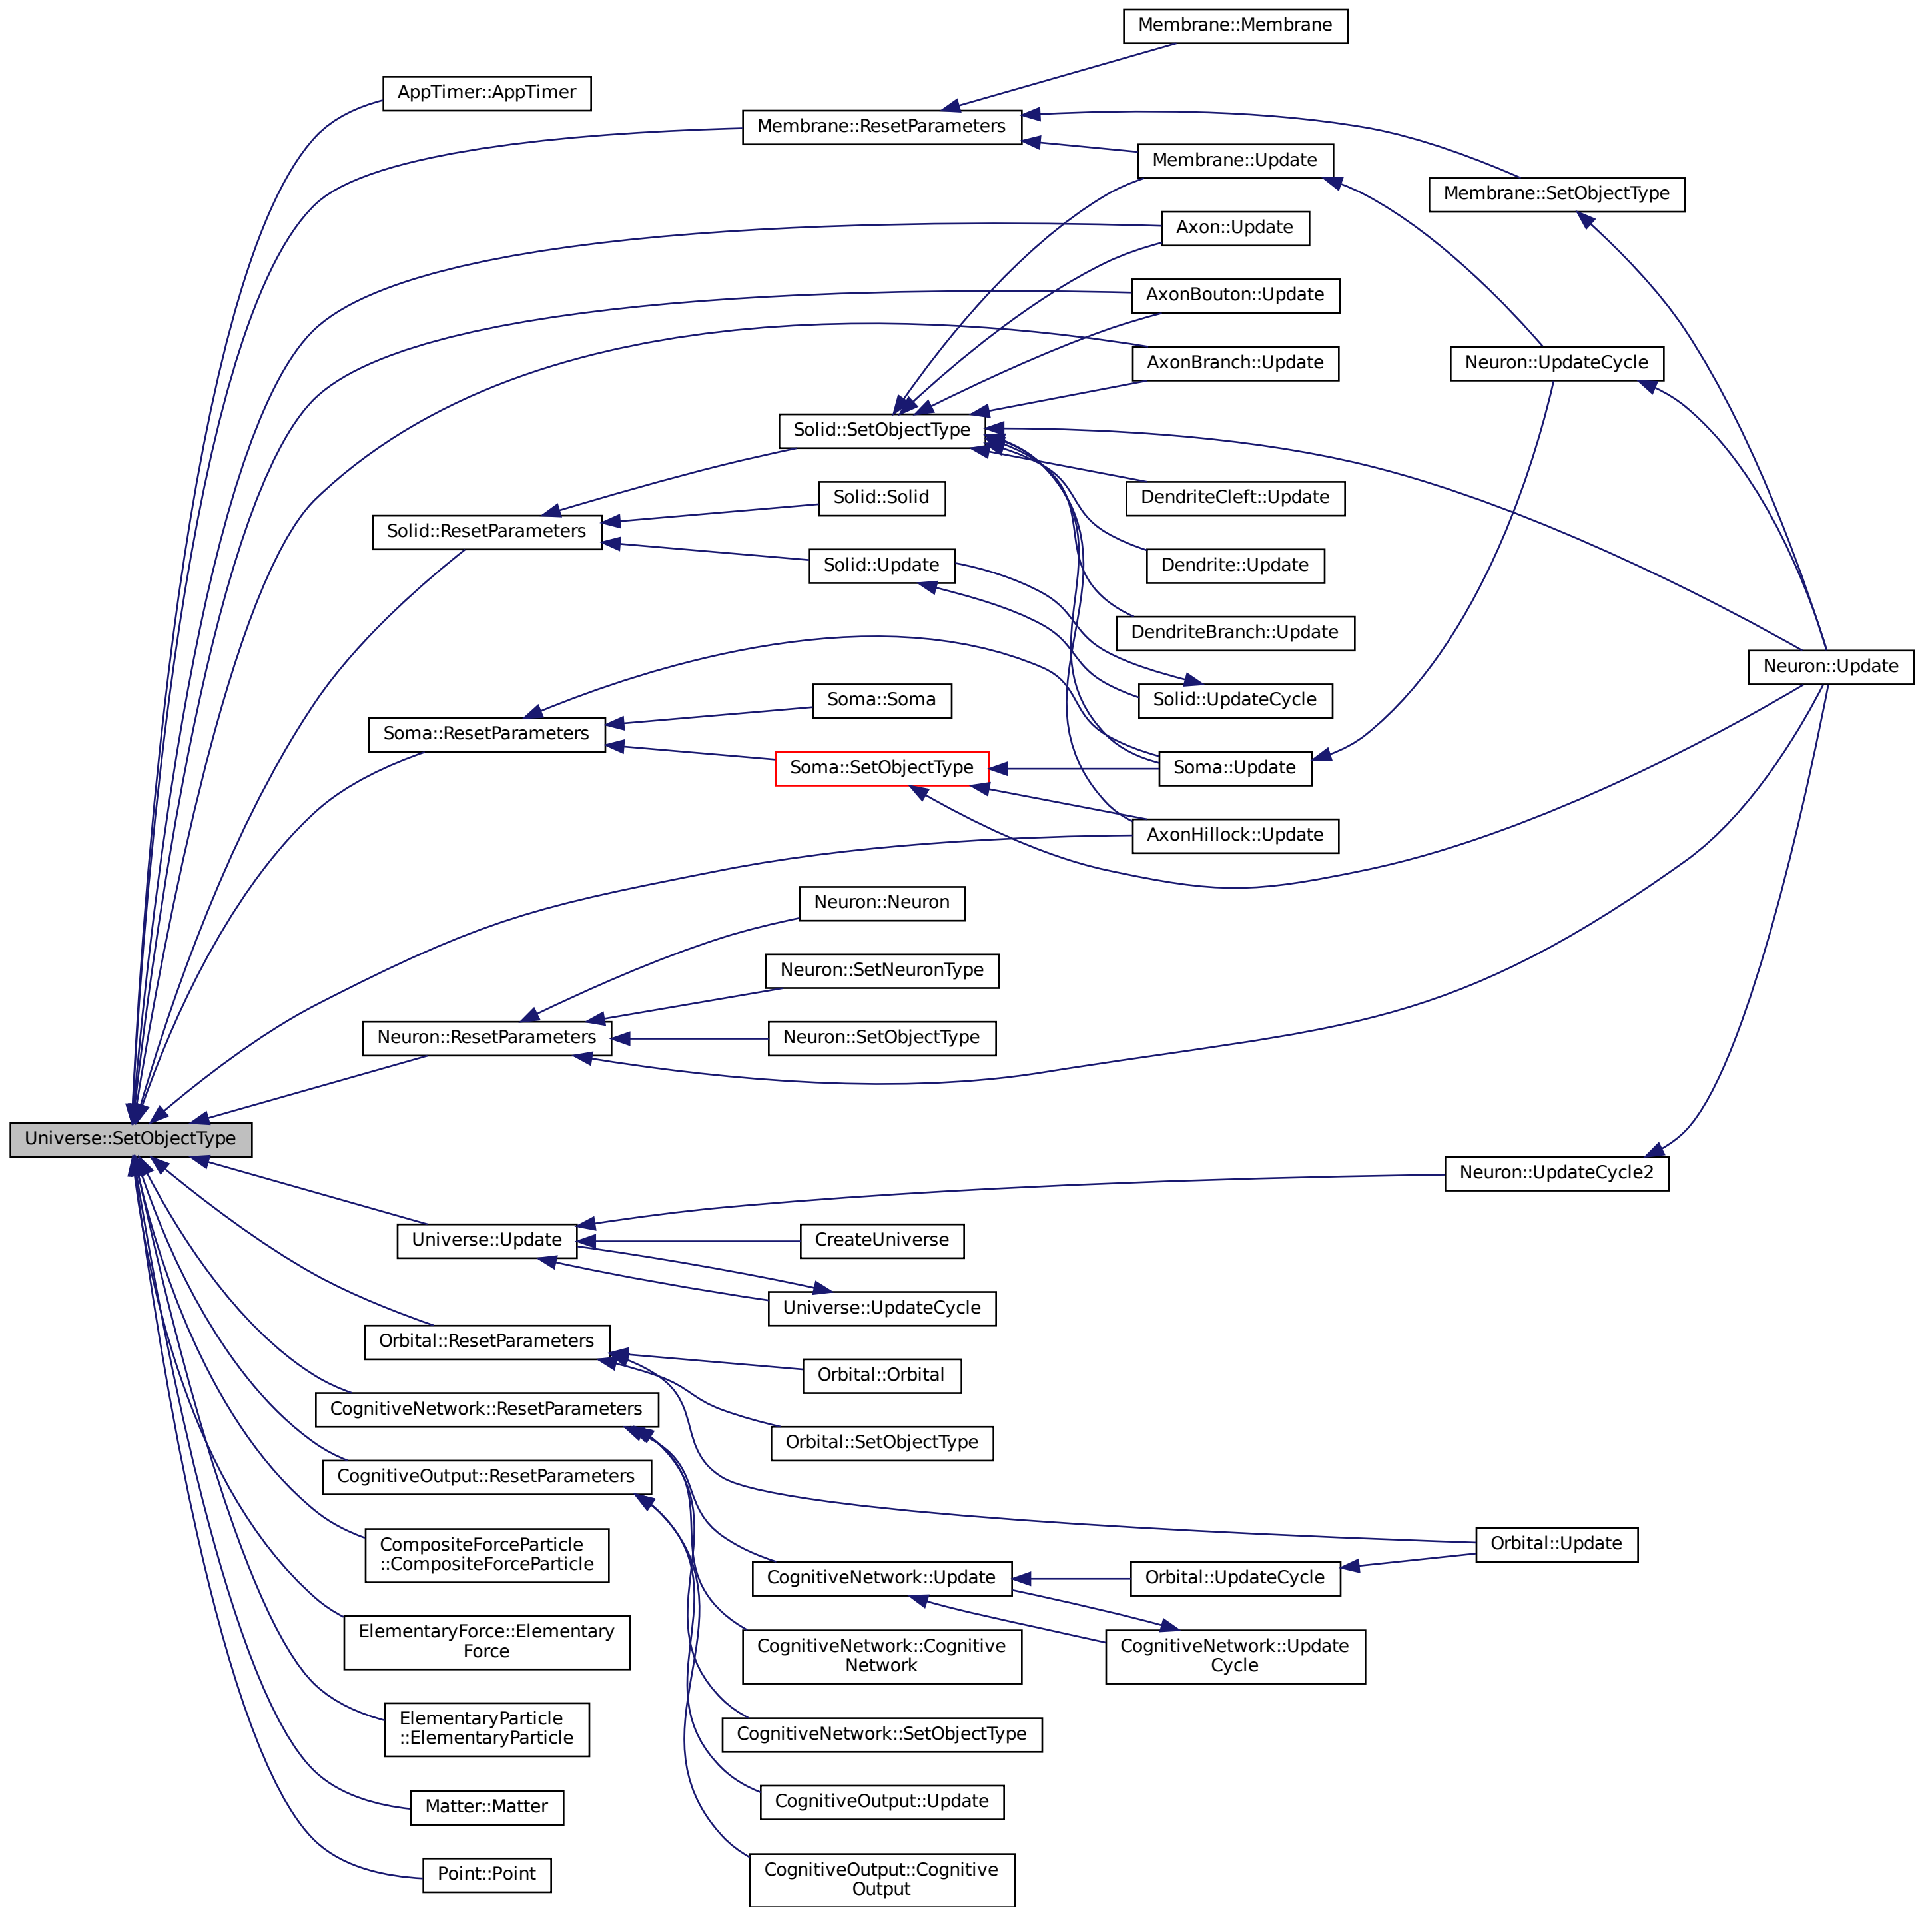 Membrane::Membrane
AppTimer::AppTimer
Membrane::ResetParameters
Membrane::Update
Membrane::SetObjectType
Axon::Update
AxonBouton::Update
AxonBranch::Update
Neuron::UpdateCycle
Solid::SetObjectType
Solid::Solid
DendriteCleft::Update
Solid::ResetParameters
Solid::Update
Dendrite::Update
DendriteBranch::Update
Neuron::Update
Soma::Soma
Solid::UpdateCycle
Soma::ResetParameters
Soma::SetObjectType
Soma::Update
AxonHillock::Update
Neuron::Neuron
Neuron::SetNeuronType
Neuron::ResetParameters
Neuron::SetObjectType
Universe::SetObjectType
Neuron::UpdateCycle2
Universe::Update
CreateUniverse
Universe::UpdateCycle
Orbital::ResetParameters
Orbital::Orbital
CognitiveNetwork::ResetParameters
Orbital::SetObjectType
CognitiveOutput::ResetParameters
CompositeForceParticle
::CompositeForceParticle
Orbital::Update
CognitiveNetwork::Update
Orbital::UpdateCycle
ElementaryForce::Elementary
Force
CognitiveNetwork::Cognitive
Network
CognitiveNetwork::Update
Cycle
ElementaryParticle
::ElementaryParticle
CognitiveNetwork::SetObjectType
Matter::Matter
CognitiveOutput::Update
Point::Point
CognitiveOutput::Cognitive
Output